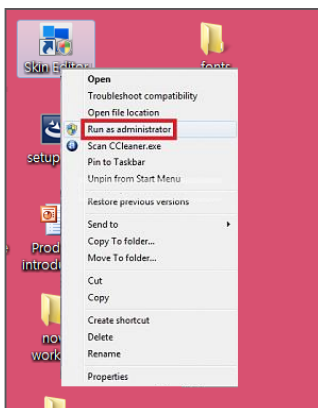 Skin Editor
fonts
Open
Troubleshoot compatibility
Open file location
Run as administrator
Scan CCleaner.exe
Pin to Taskbar
Unpin from Start Menu
Restore previous versions
Send to
Copy To folder...
Move To folder...
Cut
Copy
Create shortcut
Delete
Rename
Properties
setup
Prod
introdu
no
work